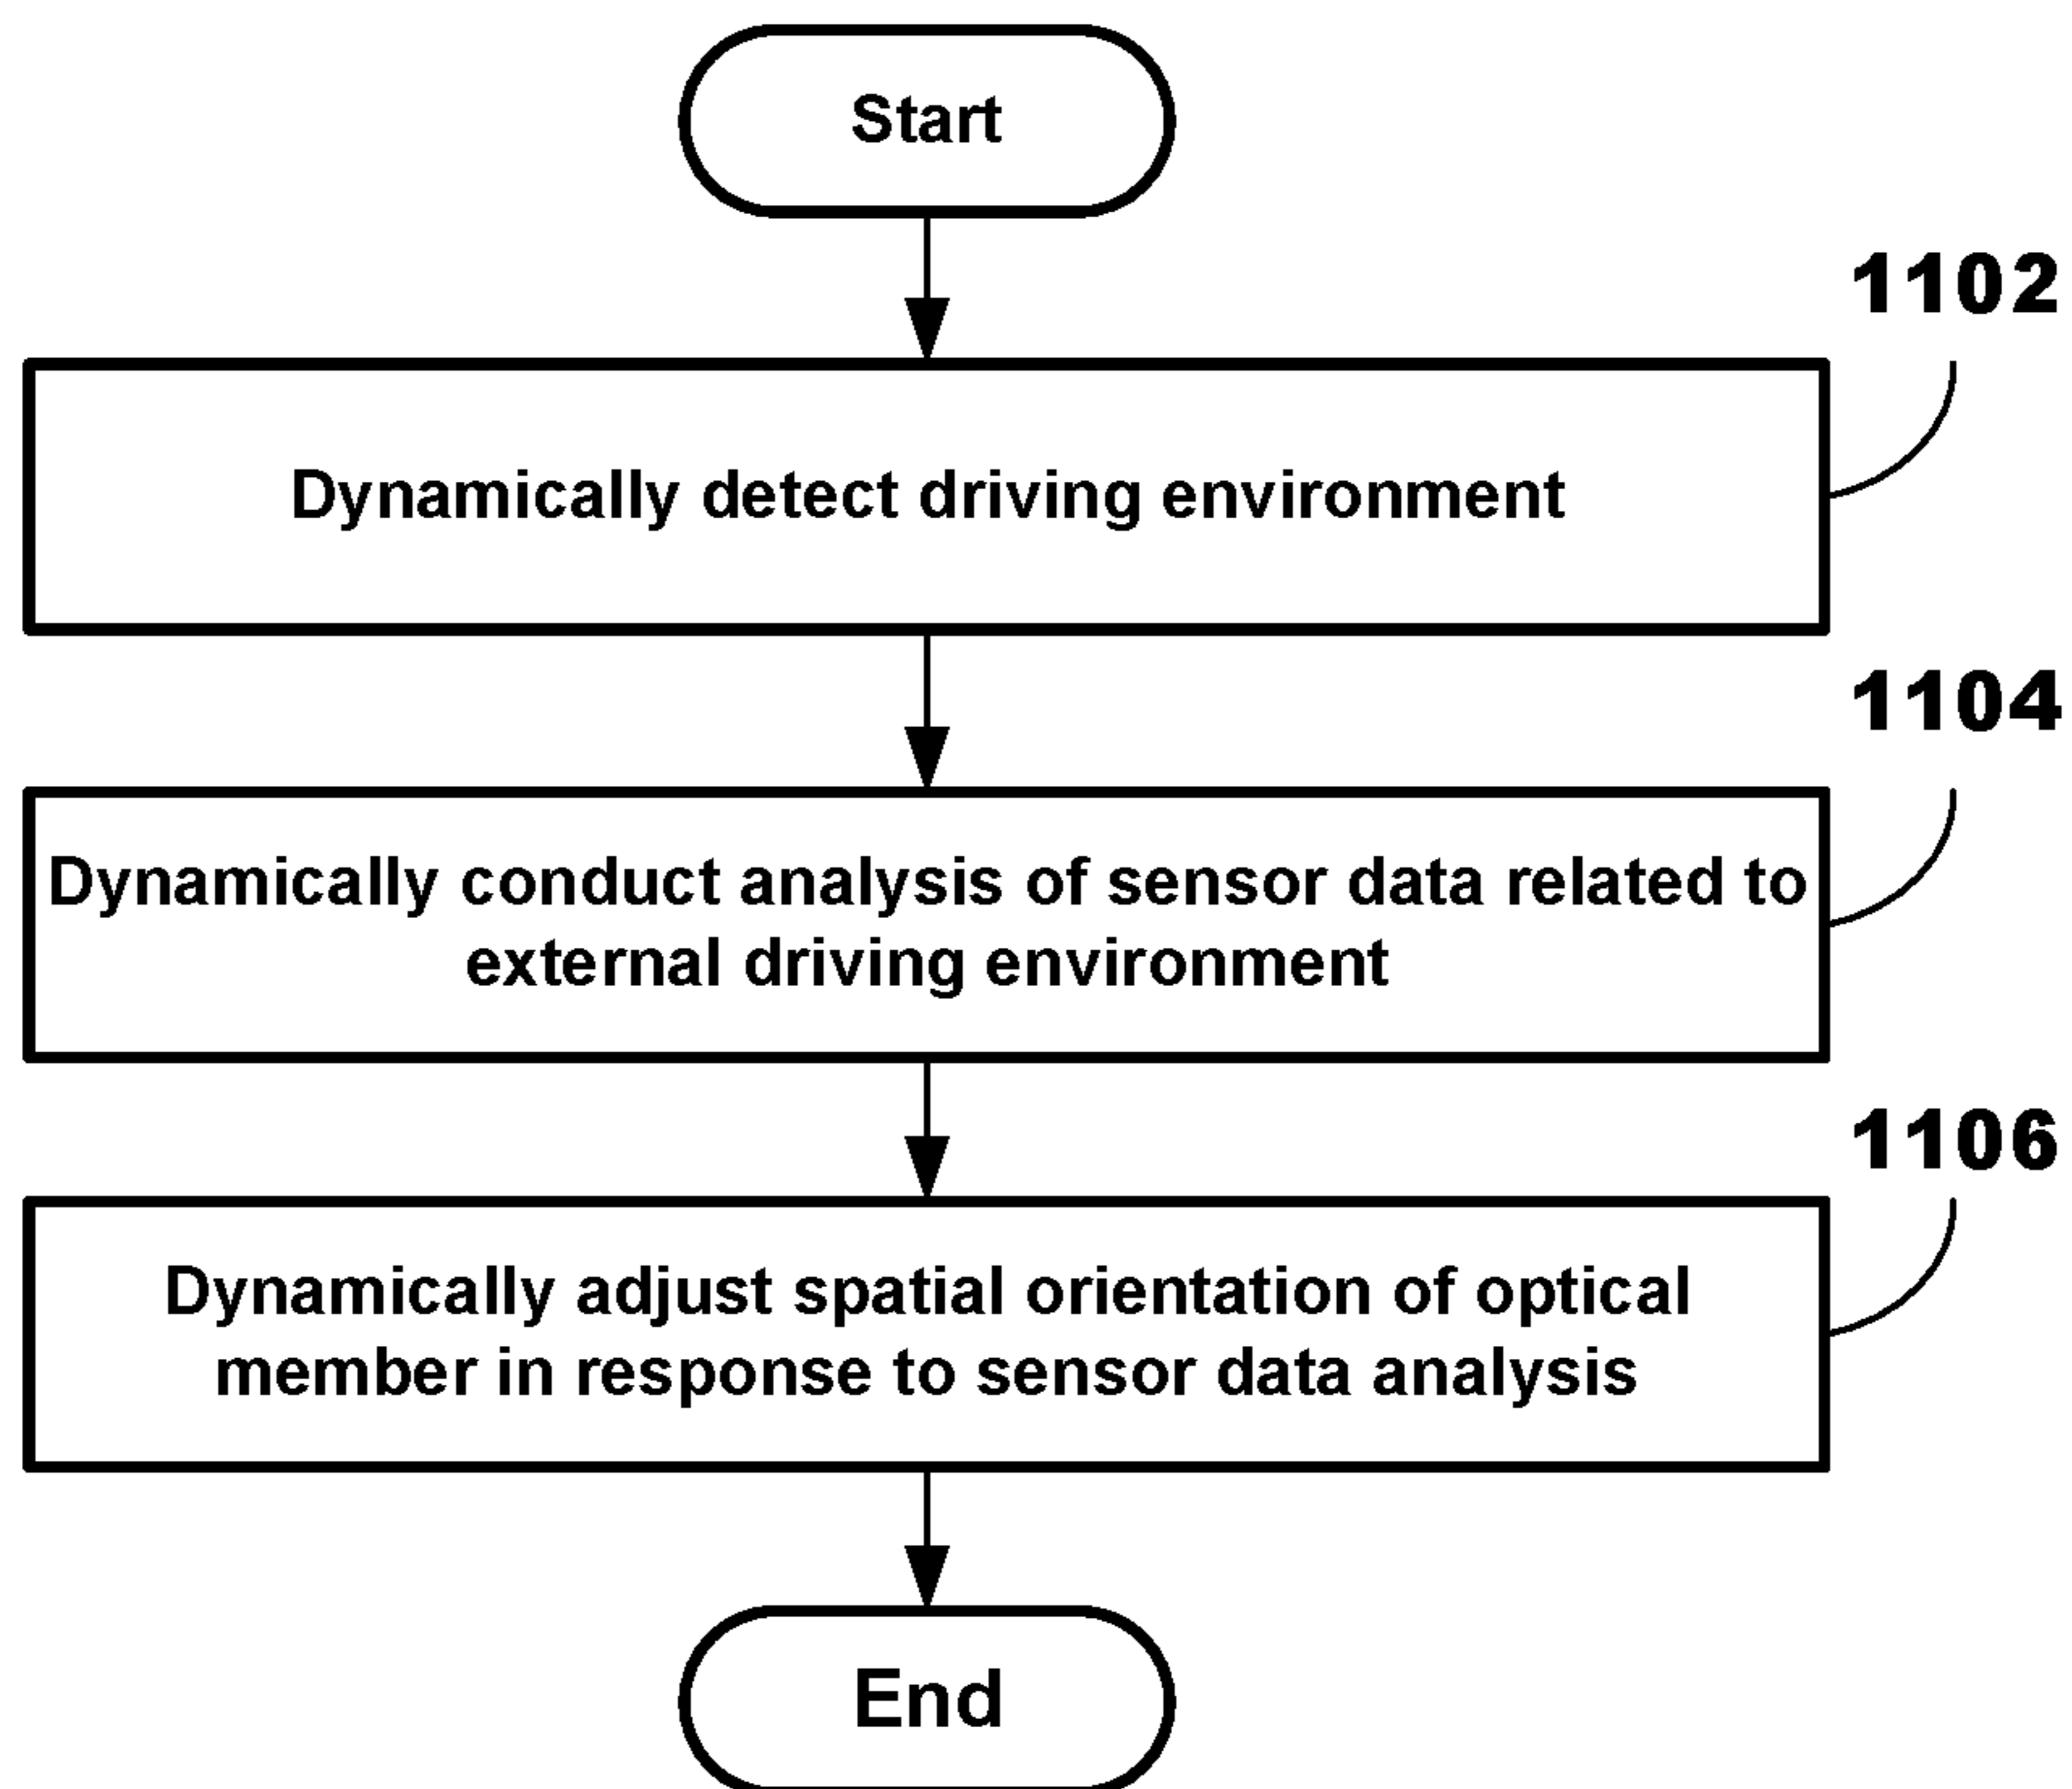 Start
1102
Dynamically detect driving environment
1104
Dynamically conduct analysis of sensor data related to
external driving environment
1106
Dynamically adjust spatial orientation of optical
member in response to sensor data analysis
End